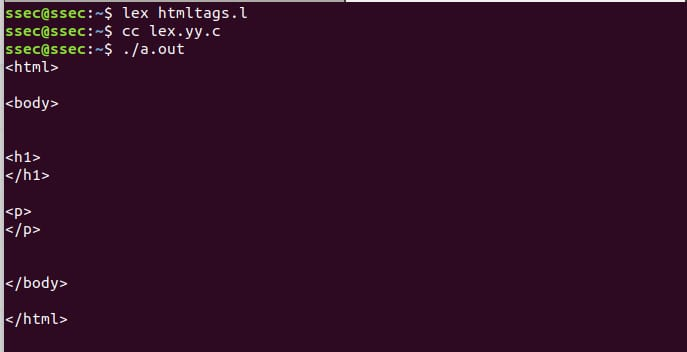 ssec@ssec:~$ lex htmltags.l
ssec@ssec:~$ cc lex.yy.c
ssec@ssec:~$ ./a.out
<html>
<body>
<h1>
</h1>
<p>
</p>
</body>
</html>